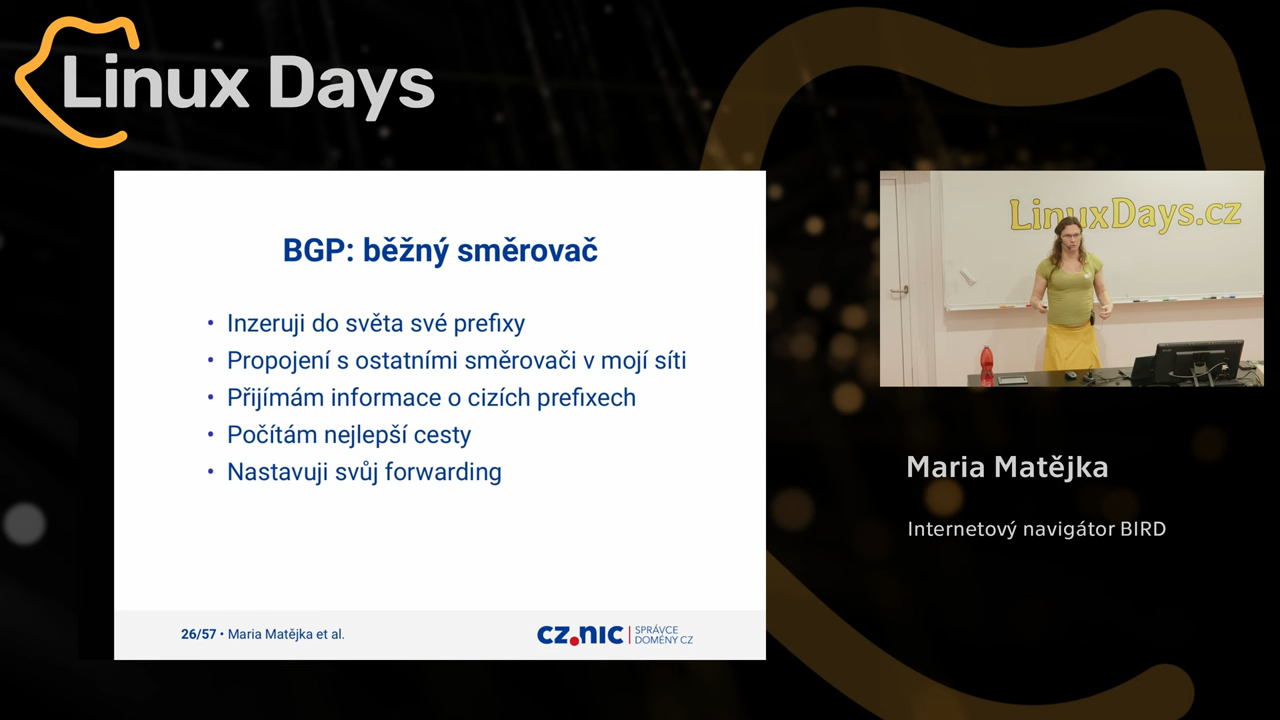 Linux Days
BGP: běžný směrovač
• Inzeruji do světa své prefixy
• Propojení s ostatními směrovači v mojí síti
• Přijímám informace o cizích prefixech
• Počítám nejlepší cesty
• Nastavuji svůj forwarding
26/57 • Maria Matějka et al.
CZ.NIC | SPRÁVCE
DOMÉNY CZ
LinuxDays.cz
Maria Matějka
Internetový navigátor BIRD